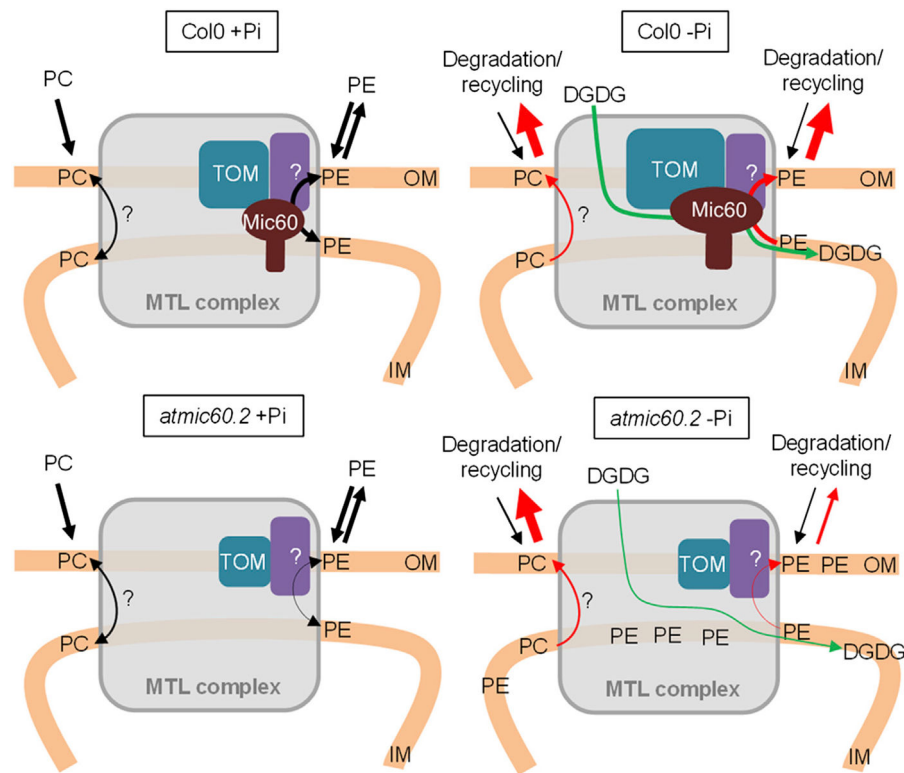 Col0 +Pi
PC
PE
PC
TOM
?
PE
OM
?
Mic60
PE
PC
MTL complex
IM
Col0 -Pi
Degradation/
recycling
DGDG
Degradation/
recycling
PC
TOM
?
PE
OM
?
Mic60
PE
DGDG
PC
MTL complex
IM
atmic60.2 +Pi
PC
PE
PC
TOM
?
PE
OM
?
PE
PC
MTL complex
IM
atmic60.2 -Pi
Degradation/
recycling
DGDG
Degradation/
recycling
PC
TOM
?
PE PE OM
?
PE PE PE
PE
DGDG
PC
PE
MTL complex
IM